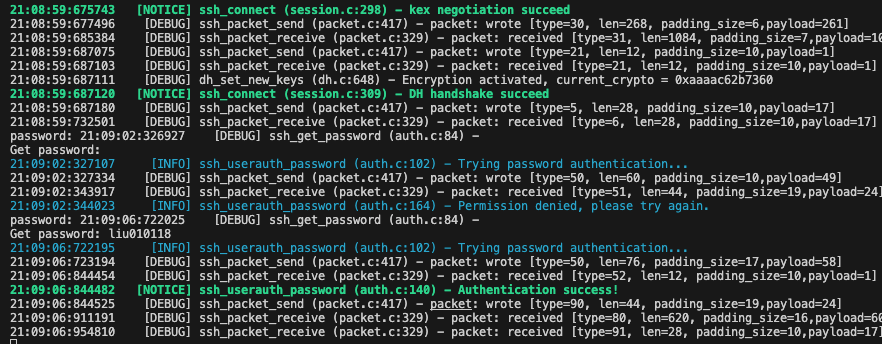 21:08:59:675743 [NOTICE] ssh_connect (session.c:298) - kex negotiation succeed
21:08:59:677496 [DEBUG] ssh_packet_send (packet.c:417) - packet: wrote [type=30, len=268, padding_size=6,payload=261]
21:08:59:685384 [DEBUG] ssh_packet_receive (packet.c:329) - packet: received [type=31, len=1084, padding_size=7,payload=10
21:08:59:687075 [DEBUG] ssh_packet_send (packet.c:417) - packet: wrote [type=21, len=12, padding_size=10,payload=1]
21:08:59:687103 [DEBUG] ssh_packet_receive (packet.c:329) - packet: received [type=21, len=12, padding_size=10,payload=1]
21:08:59:687111 [DEBUG] dh_set_new_keys (dh.c:648) - Encryption activated, current_crypto = 0xaaaac62b7360
21:08:59:687120 [NOTICE] ssh_connect (session.c:309) - DH handshake succeed
21:08:59:687180 [DEBUG] ssh_packet_send (packet.c:417) - packet: wrote [type=5, len=28, padding_size=10,payload=17]
21:08:59:732501 [DEBUG] ssh_packet_receive (packet.c:329) - packet: received [type=6, len=28, padding_size=10,payload=17]
password: 21:09:02:326927 [DEBUG] ssh_get_password (auth.c:84) -
Get password:
21:09:02:327107 [INFO] ssh_userauth_password (auth.c:102) - Trying password authentication...
21:09:02:327334 [DEBUG] ssh_packet_send (packet.c:417) - packet: wrote [type=50, len=60, padding_size=10,payload=49]
21:09:02:343917 [DEBUG] ssh_packet_receive (packet.c:329) - packet: received [type=51, len=44, padding_size=19,payload=24]
21:09:02:344023 [INFO] ssh_userauth_password (auth.c:164) - Permission denied, please try again.
password: 21:09:06:722025 [DEBUG] ssh_get_password (auth.c:84) -
Get password: liu010118
21:09:06:722195 [INFO] ssh_userauth_password (auth.c:102) - Trying password authentication...
21:09:06:723194 [DEBUG] ssh_packet_send (packet.c:417) - packet: wrote [type=50, len=76, padding_size=17,payload=58]
21:09:06:844454 [DEBUG] ssh_packet_receive (packet.c:329) - packet: received [type=52, len=12, padding_size=10,payload=1]
21:09:06:844482 [NOTICE] ssh_userauth_password (auth.c:140) - Authentication success!
21:09:06:844525 [DEBUG] ssh_packet_send (packet.c:417) - packet: wrote [type=90, len=44, padding_size=19,payload=24]
21:09:06:911191 [DEBUG] ssh_packet_receive (packet.c:329) - packet: received [type=80, len=620, padding_size=16,payload=60
21:09:06:954810 [DEBUG] ssh_packet_receive (packet.c:329) - packet: received [type=91, len=28, padding_size=10,payload=17]